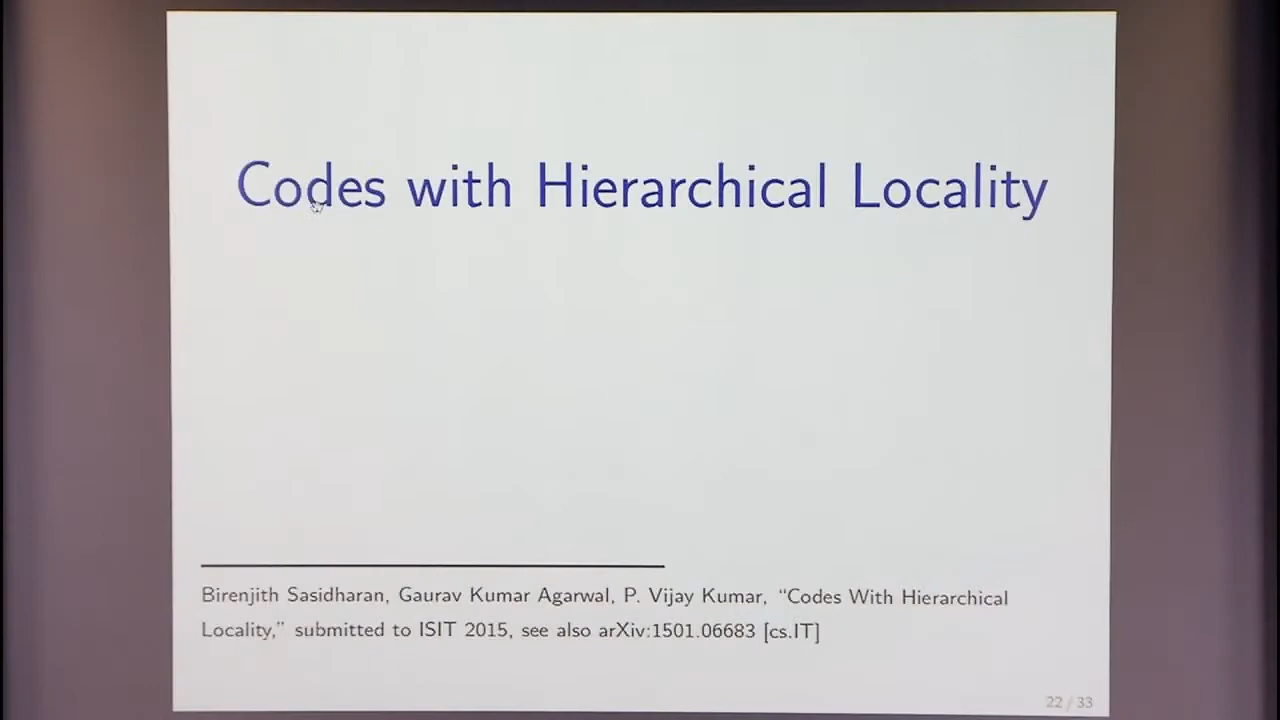 Codes with Hierarchical Locality
Birenjith Sasidharan, Gaurav Kumar Agarwal, P. Vijay Kumar, “Codes With Hierarchical
Locality,” submitted to ISIT 2015, see also arXiv:1501.06683 [cs.IT]
22 / 33